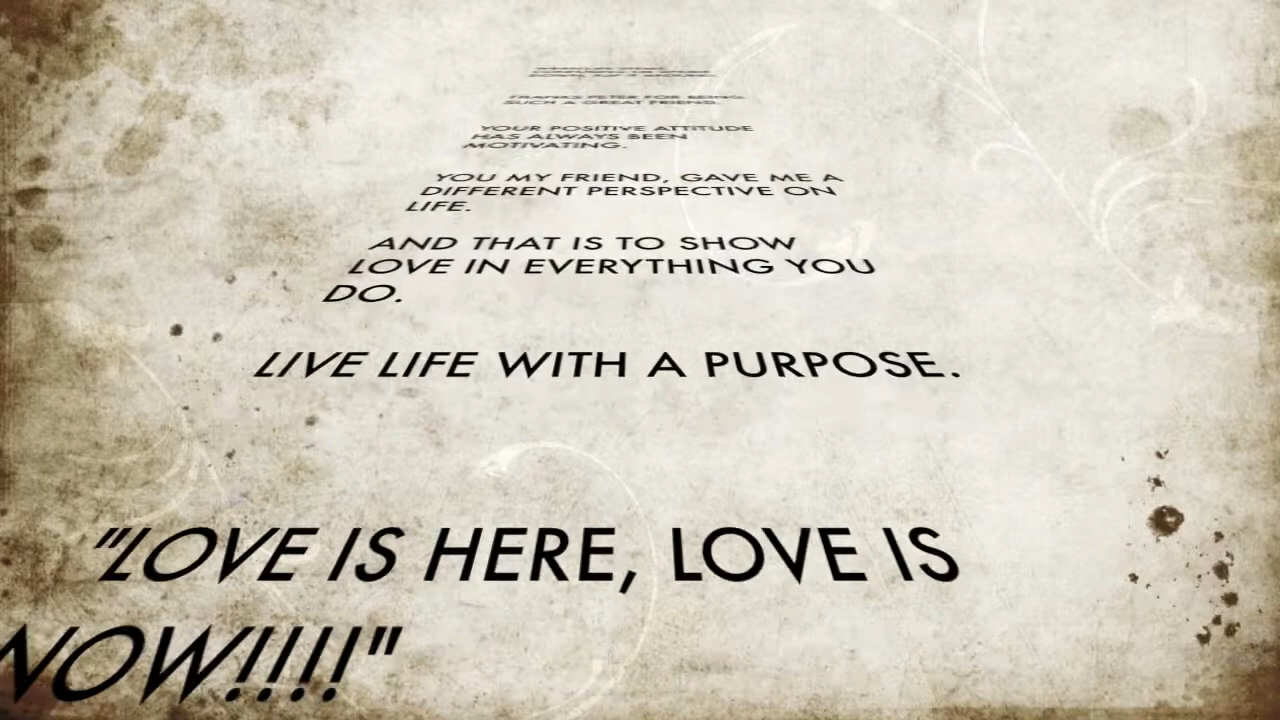 THANKS PETER FOR BEING
SUCH A GREAT FRIEND.
YOUR POSITIVE ATTITUDE
HAS ALWAYS BEEN
MOTIVATING.
YOU MY FRIEND, GAVE ME A
DIFFERENT PERSPECTIVE ON
LIFE.
AND THAT IS TO SHOW
LOVE IN EVERYTHING YOU
DO.
LIVE LIFE WITH A PURPOSE.
"LOVE IS HERE, LOVE IS
NOW!!!!"